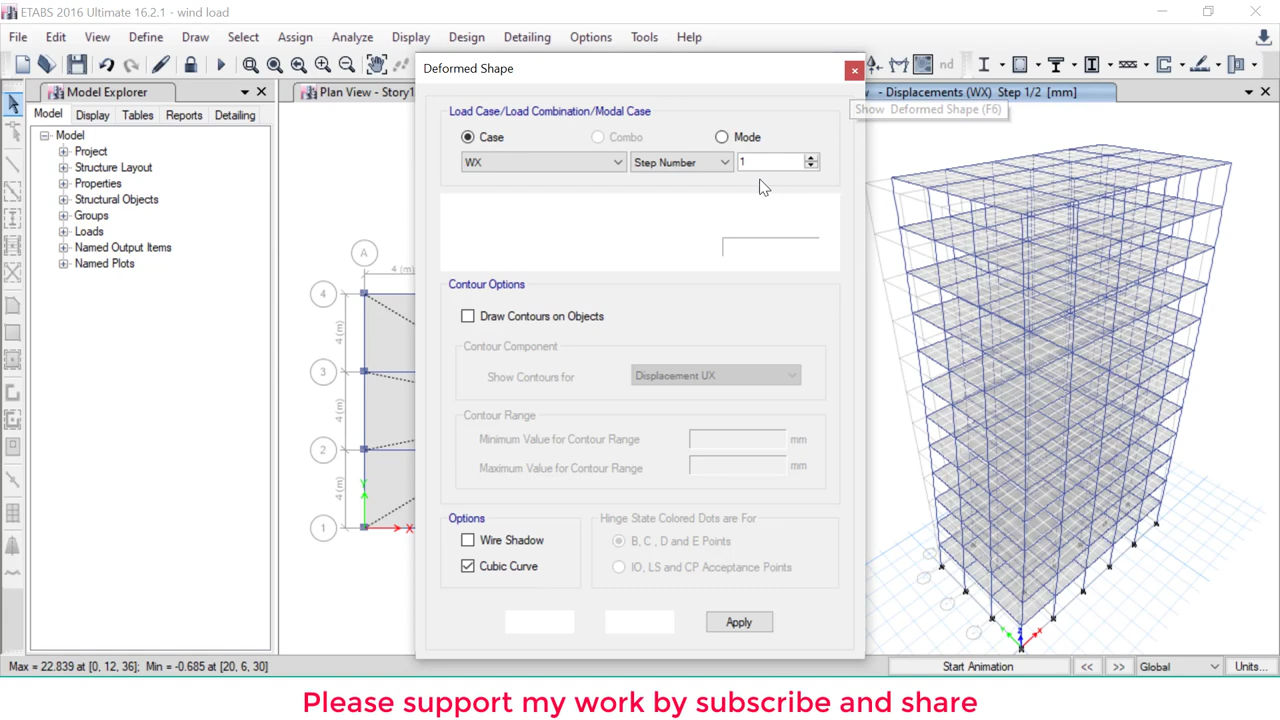 ETABS 2016 Ultimate 16.2.1 - wind load
File Edit View Define Draw Select Assign Analyze Display Design Detailing Options Tools Help
nd
Model Explorer
Model Display Tables Reports Detailing
Model
Project
Structure Layout
Properties
Structural Objects
Groups
Loads
Named Output Items
Named Plots
Plan View - Story1
A
4 (m)
4
4 (m)
3
4 (m)
2
4 (m)
1
Y
X
Deformed Shape
Load Case/Load Combination/Modal Case
Case Combo Mode
WX Step Number 1
Contour Options
Draw Contours on Objects
Contour Component
Show Contours for Displacement UX
Contour Range
Minimum Value for Contour Range mm
Maximum Value for Contour Range mm
Options
Wire Shadow
Cubic Curve
Hinge State Colored Dots are For
B, C , D and E Points
IO, LS and CP Acceptance Points
Apply
- Displacements (WX) Step 1/2 [mm]
Show Deformed Shape (F6)
Z
X
Max = 22.839 at [0, 12, 36]; Min = -0.685 at [20, 6, 30]
Start Animation << >> Global Units...
Please support my work by subscribe and share